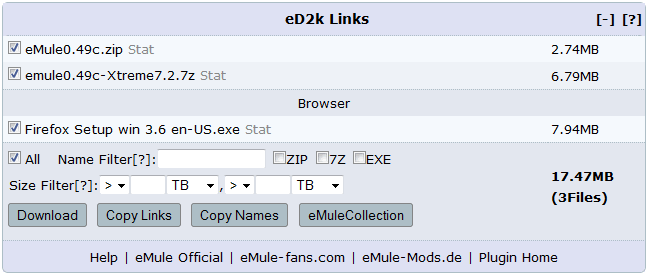 eD2k Links [-] [?]
eMule0.49c.zip Stat 2.74MB
emule0.49c-Xtreme7.2.7z Stat 6.79MB
Browser
Firefox Setup win 3.6 en-US.exe Stat 7.94MB
All Name Filter[?]: ZIP 7Z EXE
Size Filter[?]: > TB , > TB
17.47MB
(3Files)
Download Copy Links Copy Names eMuleCollection
Help | eMule Official | eMule-fans.com | eMule-Mods.de | Plugin Home